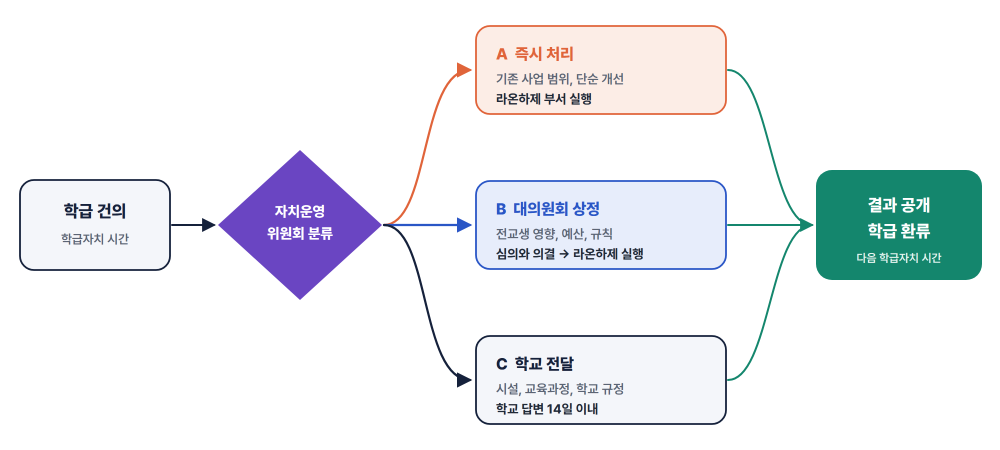 학급 건의
학급자치 시간
자치운영
위원회 분류
A 즉시 처리
기존 사업 범위, 단순 개선
라온하제 부서 실행
B 대의원회 상정
전교생 영향, 예산, 규칙
심의와 의결 → 라온하제 실행
C 학교 전달
시설, 교육과정, 학교 규정
학교 답변 14일 이내
결과 공개
학급 환류
다음 학급자치 시간